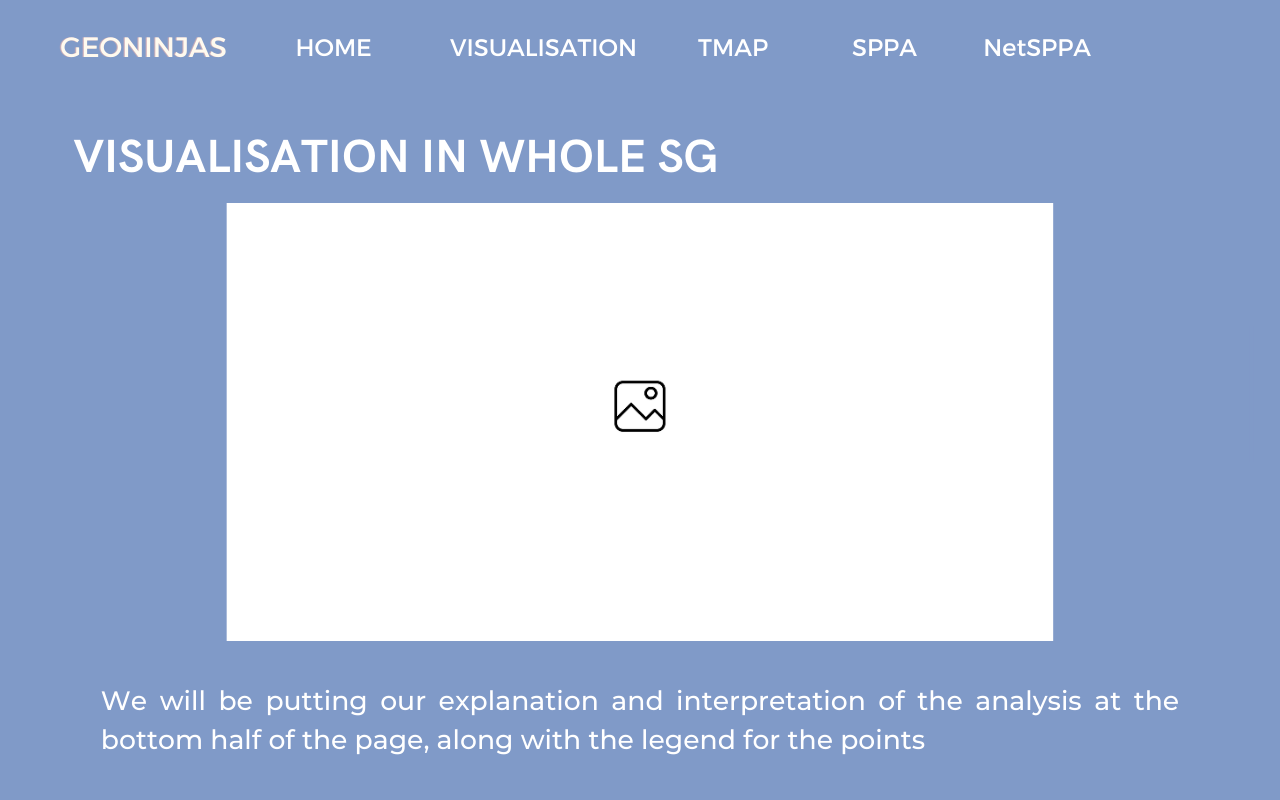 GEONINJAS HOME VISUALISATION TMAP SPPA NetSPPA
VISUALISATION IN WHOLE SG
We will be putting our explanation and interpretation of the analysis at the
bottom half of the page, along with the legend for the points